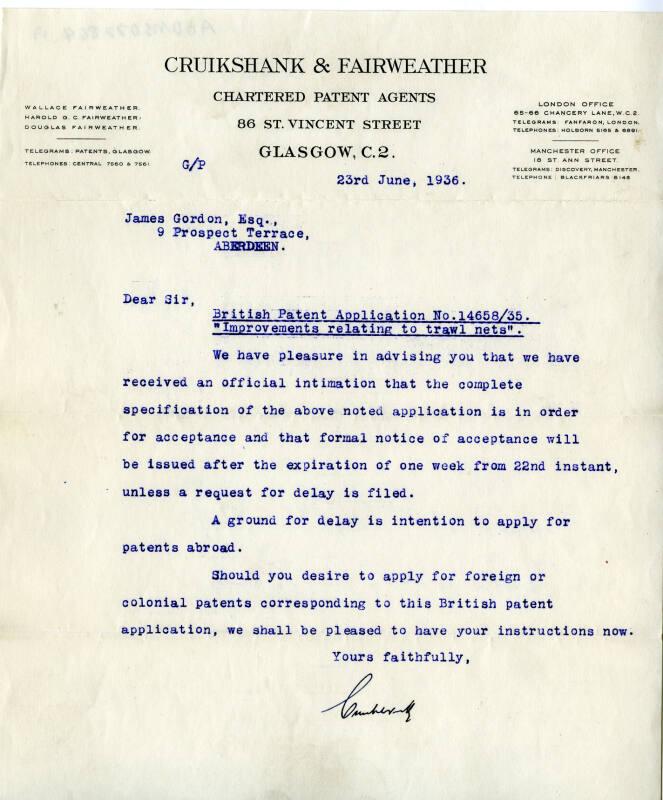 CRUIKSHANK & FAIRWEATHER
CHARTERED PATENT AGENTS
86 ST. VINCENT STREET
GLASGOW, C.2.
WALLACE FAIRWEATHER.
HAROLD G. C. FAIRWEATHER.
DOUGLAS FAIRWEATHER.
TELEGRAMS: PATENTS, GLASGOW.
TELEPHONES: CENTRAL 7560 & 7561.
LONDON OFFICE
65-66 CHANCERY LANE, W.C.2.
TELEGRAMS: FANFARON, LONDON.
TELEPHONES: HOLBORN 5165 & 6891.
MANCHESTER OFFICE
18 ST. ANN STREET.
TELEGRAMS: DISCOVERY, MANCHESTER.
TELEPHONE: BLACKFRIARS 6148
G/P
23rd June, 1936.
James Gordon, Esq.,
9 Prospect Terrace,
ABERDEEN.
Dear Sir,
British Patent Application No.14658/35.
"Improvements relating to trawl nets".
We have pleasure in advising you that we have
received an official intimation that the complete
specification of the above noted application is in order
for acceptance and that formal notice of acceptance will
be issued after the expiration of one week from 22nd instant,
unless a request for delay is filed.
A ground for delay is intention to apply for
patents abroad.
Should you desire to apply for foreign or
colonial patents corresponding to this British patent
application, we shall be pleased to have your instructions now.
Yours faithfully,